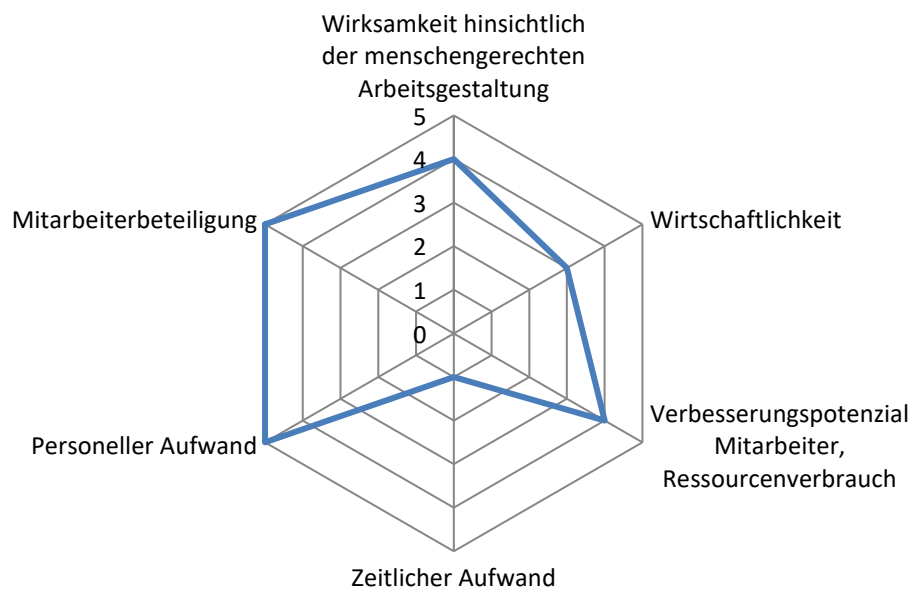 Wirksamkeit hinsichtlich
der menschengerechten
Arbeitsgestaltung
5
4
3
2
1
0
Wirtschaftlichkeit
Verbesserungspotenzial
Mitarbeiter,
Ressourcenverbrauch
Zeitlicher Aufwand
Personeller Aufwand
Mitarbeiterbeteiligung